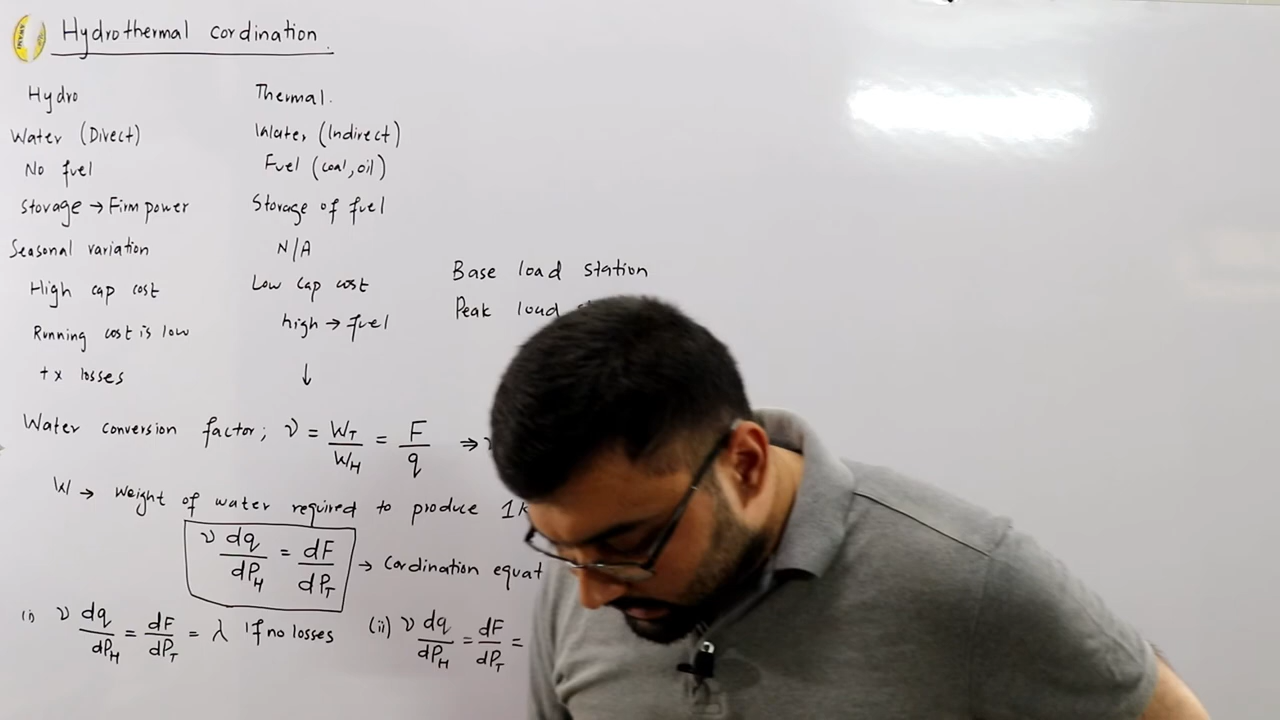 Hydrothermal cordination.
Hydro Thermal.
Water (Direct) Water (Indirect)
No fuel Fuel (coal, oil)
Storage → Firm power Storage of fuel
Seasonal variation N/A
High cap cost Low cap cost
Base load station
Running cost is low high → fuel
Peak load
tx losses ↓
Water conversion factor; ν = W_T / W_H = F / q ⇒
W → Weight of water required to produce 1k
ν dq/dP_H = dF/dP_T → Cordination equat
(i) ν dq/dP_H = dF/dP_T = λ If no losses (ii) ν dq/dP_H = dF/dP_T =